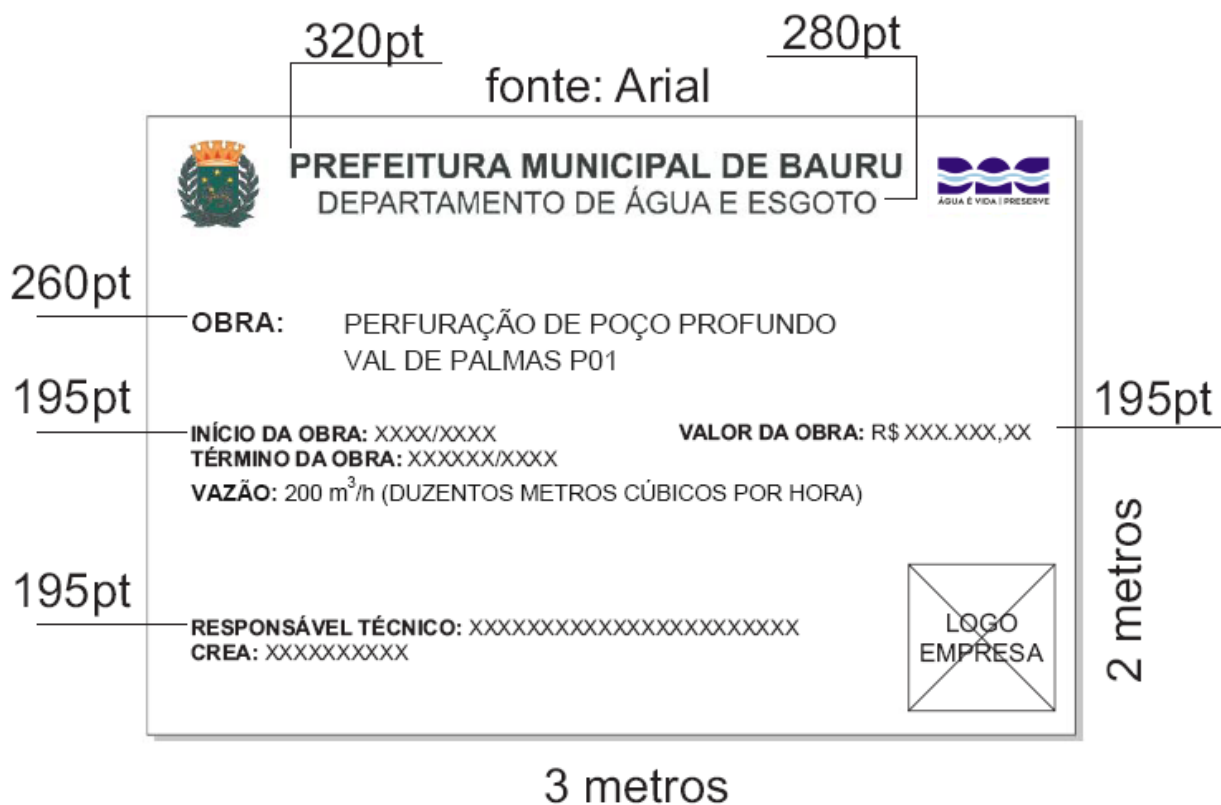 320pt
280pt
fonte: Arial
PREFEITURA MUNICIPAL DE BAURU
DEPARTAMENTO DE ÁGUA E ESGOTO
DAE
ÁGUA É VIDA | PRESERVE
260pt
OBRA: PERFURAÇÃO DE POÇO PROFUNDO
VAL DE PALMAS P01
195pt
195pt
INÍCIO DA OBRA: XXXX/XXXX VALOR DA OBRA: R$ XXX.XXX,XX
TÉRMINO DA OBRA: XXXXXX/XXXX
VAZÃO: 200 m³/h (DUZENTOS METROS CÚBICOS POR HORA)
2 metros
195pt
RESPONSÁVEL TÉCNICO: XXXXXXXXXXXXXXXXXXXXXXX
CREA: XXXXXXXXXX
LOGO
EMPRESA
3 metros